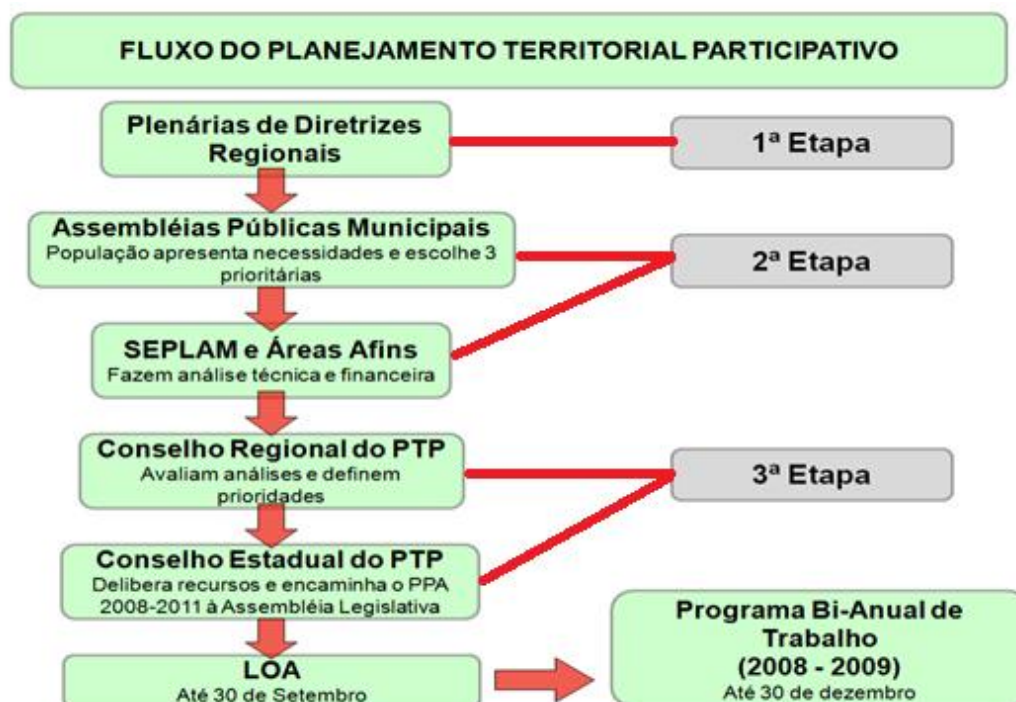 FLUXO DO PLANEJAMENTO TERRITORIAL PARTICIPATIVO
Plenárias de Diretrizes
Regionais
1ª Etapa
Assembléias Públicas Municipais
População apresenta necessidades e escolhe 3
prioritárias
2ª Etapa
SEPLAM e Áreas Afins
Fazem análise técnica e financeira
Conselho Regional do PTP
Avaliam análises e definem
prioridades
3ª Etapa
Conselho Estadual do PTP
Delibera recursos e encaminha o PPA
2008-2011 à Assembléia Legislativa
LOA
Até 30 de Setembro
Programa Bi-Anual de
Trabalho
(2008 - 2009)
Até 30 de dezembro